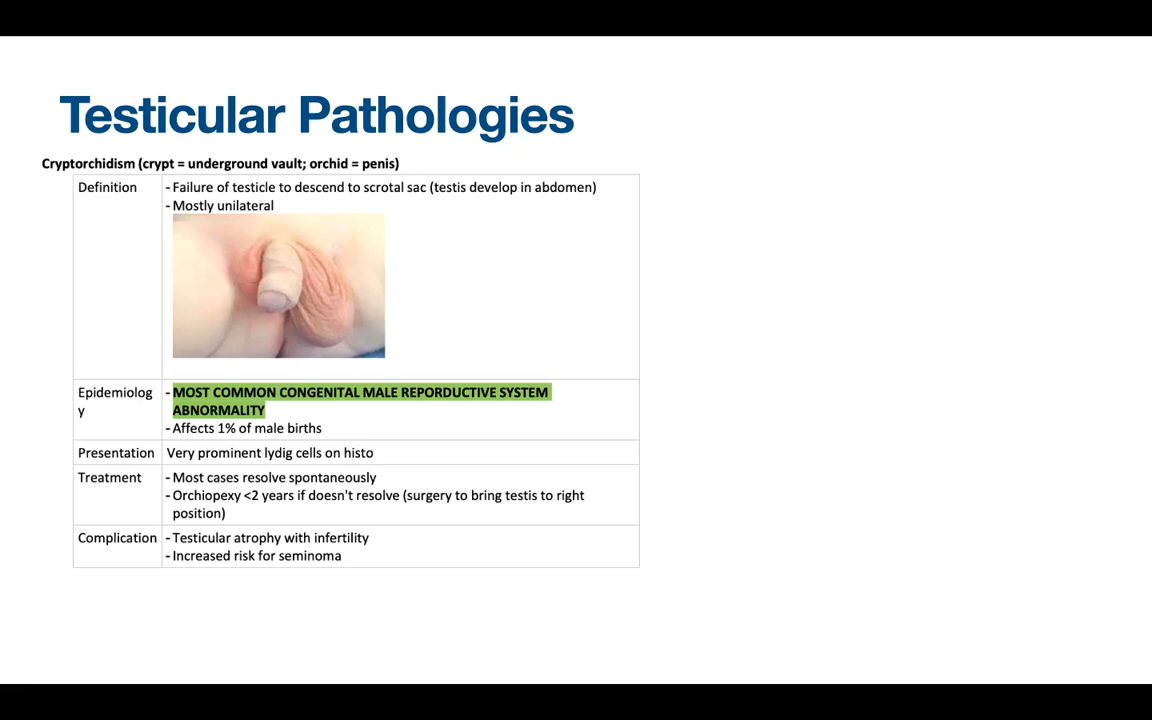 Testicular Pathologies
Cryptorchidism (crypt = underground vault; orchid = penis)
Definition
- Failure of testicle to descend to scrotal sac (testis develop in abdomen)
- Mostly unilateral
Epidemiolog
y
- MOST COMMON CONGENITAL MALE REPORDUCTIVE SYSTEM
ABNORMALITY
- Affects 1% of male births
Presentation
Very prominent lydig cells on histo
Treatment
- Most cases resolve spontaneously
- Orchiopexy <2 years if doesn't resolve (surgery to bring testis to right
position)
Complication
- Testicular atrophy with infertility
- Increased risk for seminoma